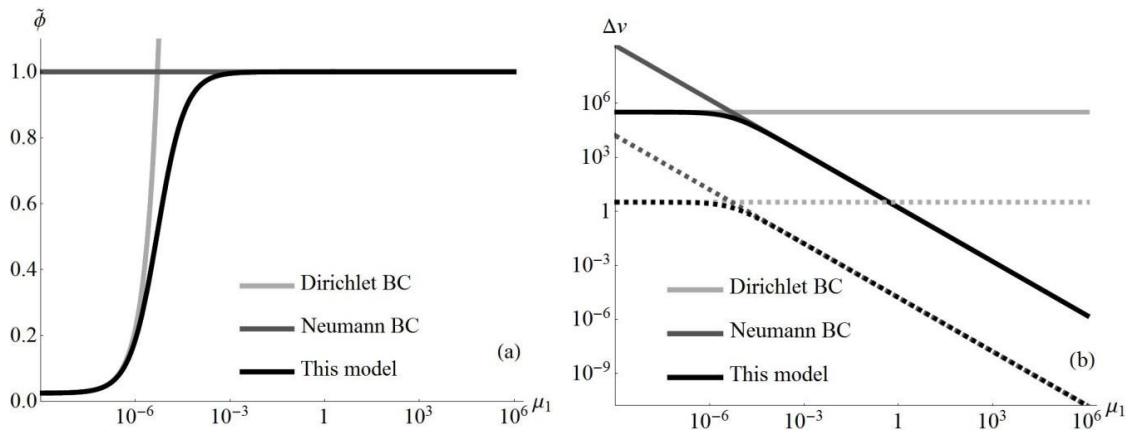 ϕ̃
1.0
0.8
0.6
0.4
0.2
0.0
Dirichlet BC
Neumann BC
This model
(a)
10⁻⁶
10⁻³
1
10³
10⁶
μ₁
Δν
10⁶
10³
1
10⁻³
10⁻⁶
10⁻⁹
Dirichlet BC
Neumann BC
This model
(b)
10⁻⁶
10⁻³
1
10³
10⁶
μ₁